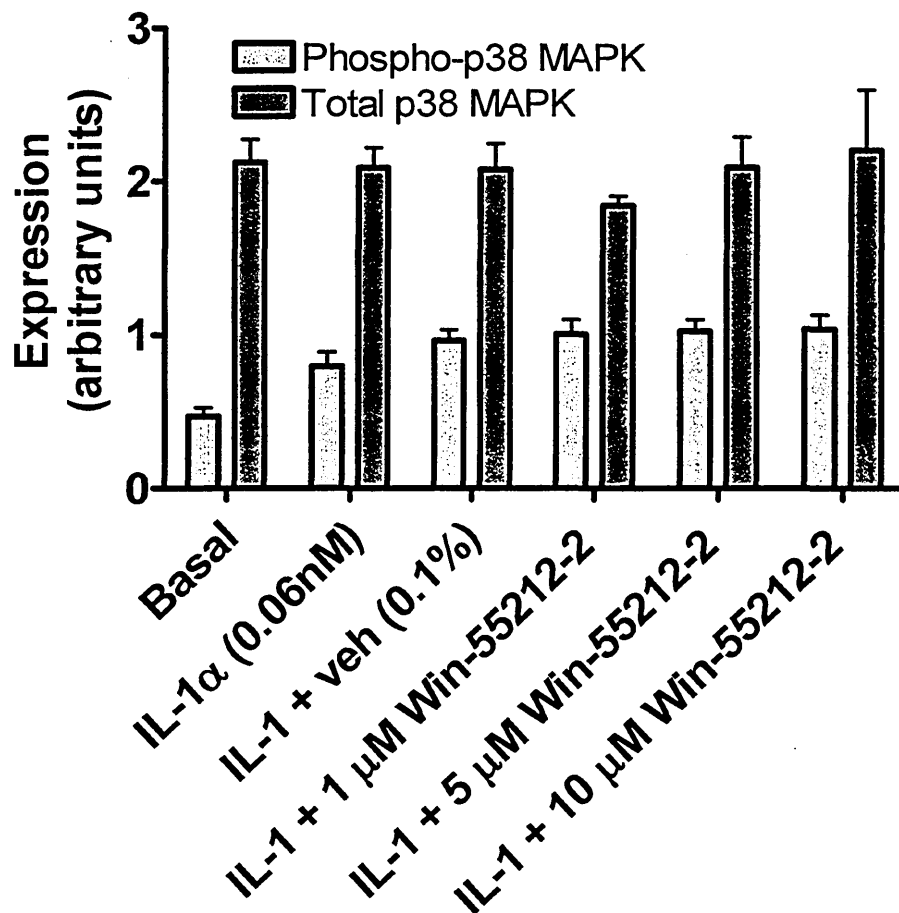 3
2
1
0
Expression
(arbitrary units)
Phospho-p38 MAPK
Total p38 MAPK
Basal
IL-1α (0.06nM)
IL-1 + veh (0.1%)
IL-1 + 1 μM Win-55212-2
IL-1 + 5 μM Win-55212-2
IL-1 + 10 μM Win-55212-2